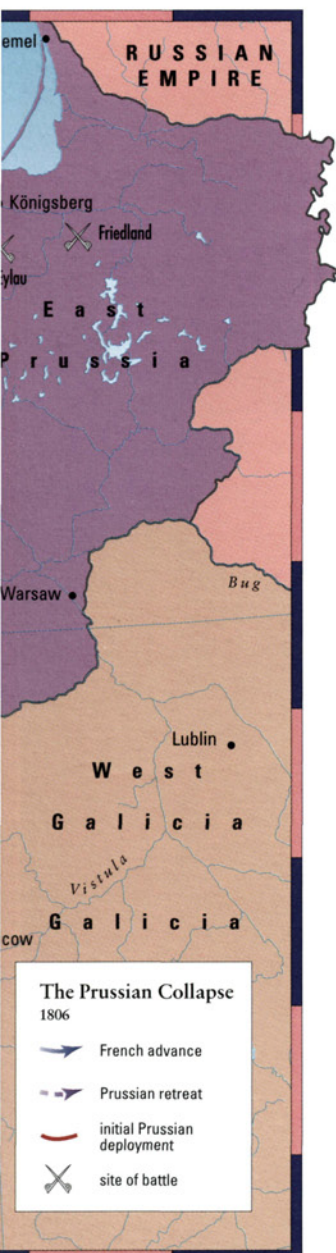 emel
RUSSIAN
EMPIRE
Königsberg
Friedland
ylau
East
Prussia
Bug
Warsaw
Lublin
West
Galicia
Vistula
Galicia
cow
The Prussian Collapse
1806
French advance
Prussian retreat
initial Prussian
deployment
site of battle